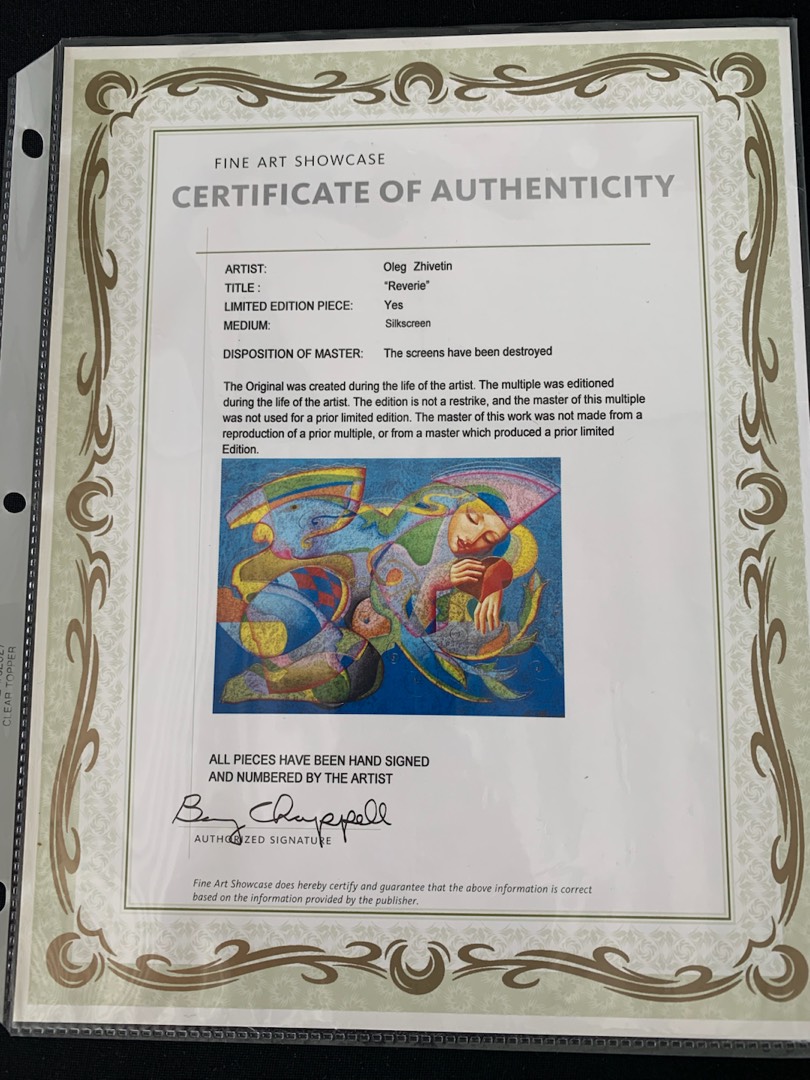 FINE ART SHOWCASE
CERTIFICATE OF AUTHENTICITY
ARTIST: Oleg Zhivetin
TITLE : "Reverie"
LIMITED EDITION PIECE: Yes
MEDIUM: Silkscreen
DISPOSITION OF MASTER: The screens have been destroyed
The Original was created during the life of the artist. The multiple was editioned
during the life of the artist. The edition is not a restrike, and the master of this multiple
was not used for a prior limited edition. The master of this work was not made from a
reproduction of a prior multiple, or from a master which produced a prior limited
Edition.
ALL PIECES HAVE BEEN HAND SIGNED
AND NUMBERED BY THE ARTIST
Chappell
AUTHORIZED SIGNATURE
Fine Art Showcase does hereby certify and guarantee that the above information is correct
based on the information provided by the publisher.
CLEAR TOPPER